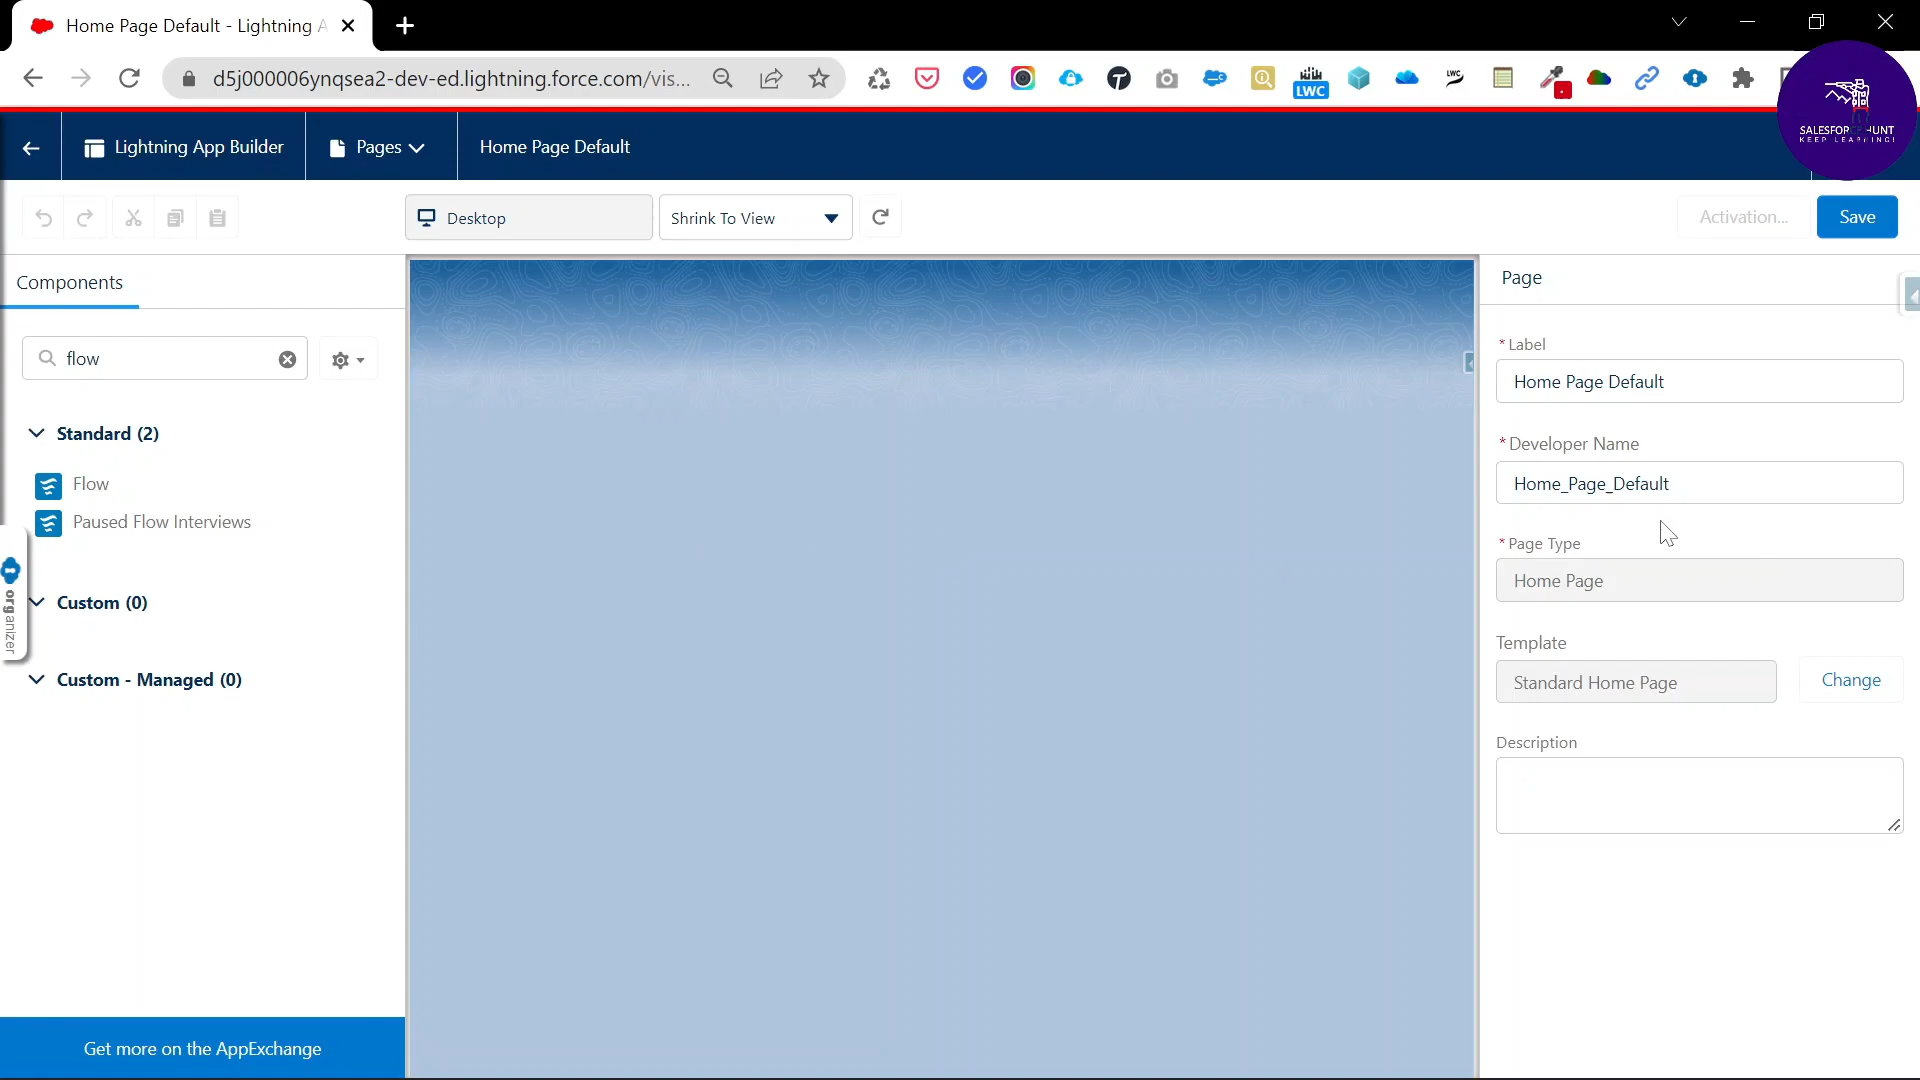 Home Page Default - Lightning A
d5j000006ynqsea2-dev-ed.lightning.force.com/vis...
LWC
LWC
SALESFORCE HUNT
KEEP LEARNING!
Lightning App Builder
Pages
Home Page Default
Desktop
Shrink To View
Activation...
Save
Components
flow
Standard (2)
Flow
Paused Flow Interviews
Custom (0)
Custom - Managed (0)
organizer
Get more on the AppExchange
Page
* Label
Home Page Default
* Developer Name
Home_Page_Default
* Page Type
Home Page
Template
Standard Home Page
Change
Description